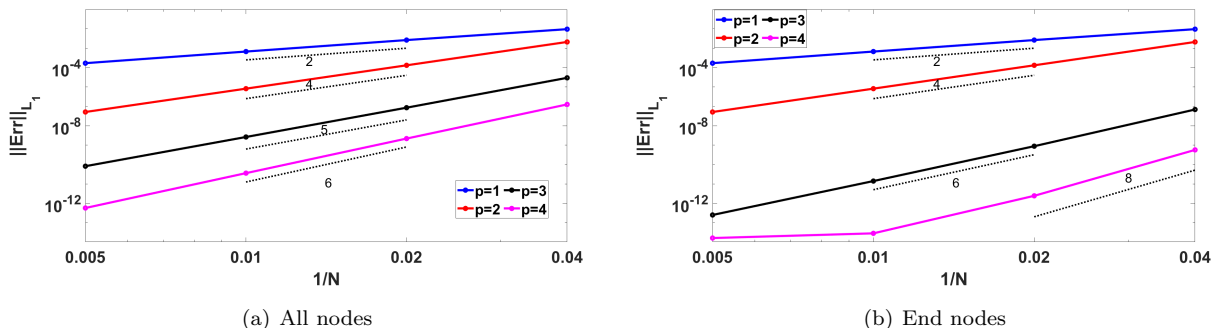 10^-4
10^-8
10^-12
||Err||_{L_1}
2
4
5
6
p=1 p=3
p=2 p=4
0.005 0.01 0.02 0.04
1/N
(a) All nodes
p=1 p=3
p=2 p=4
10^-4
10^-8
10^-12
||Err||_{L_1}
2
4
6
8
0.005 0.01 0.02 0.04
1/N
(b) End nodes